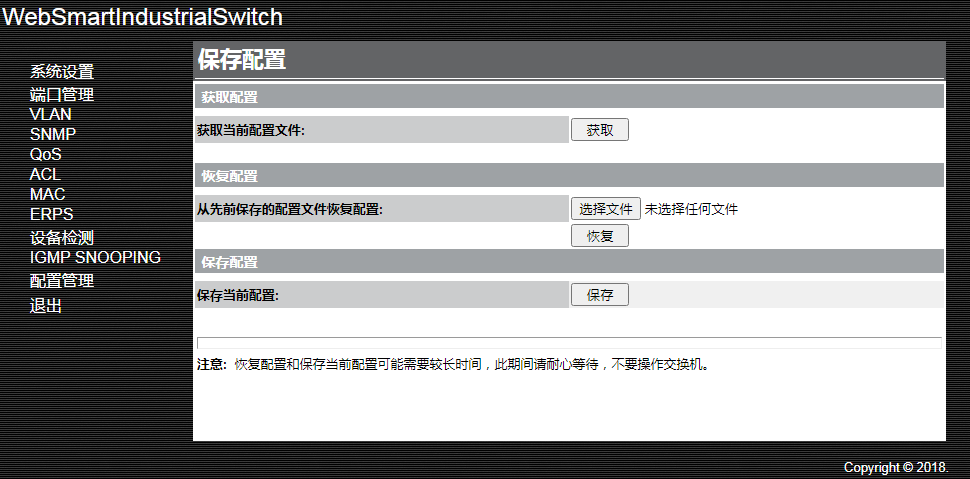 WebSmartIndustrialSwitch
系统设置
端口管理
VLAN
SNMP
QoS
ACL
MAC
ERPS
设备检测
IGMP SNOOPING
配置管理
退出
保存配置
获取配置
获取当前配置文件: 获取
恢复配置
从先前保存的配置文件恢复配置: 选择文件 未选择任何文件
恢复
保存配置
保存当前配置: 保存
注意: 恢复配置和保存当前配置可能需要较长时间，此期间请耐心等待，不要操作交换机。
Copyright © 2018.